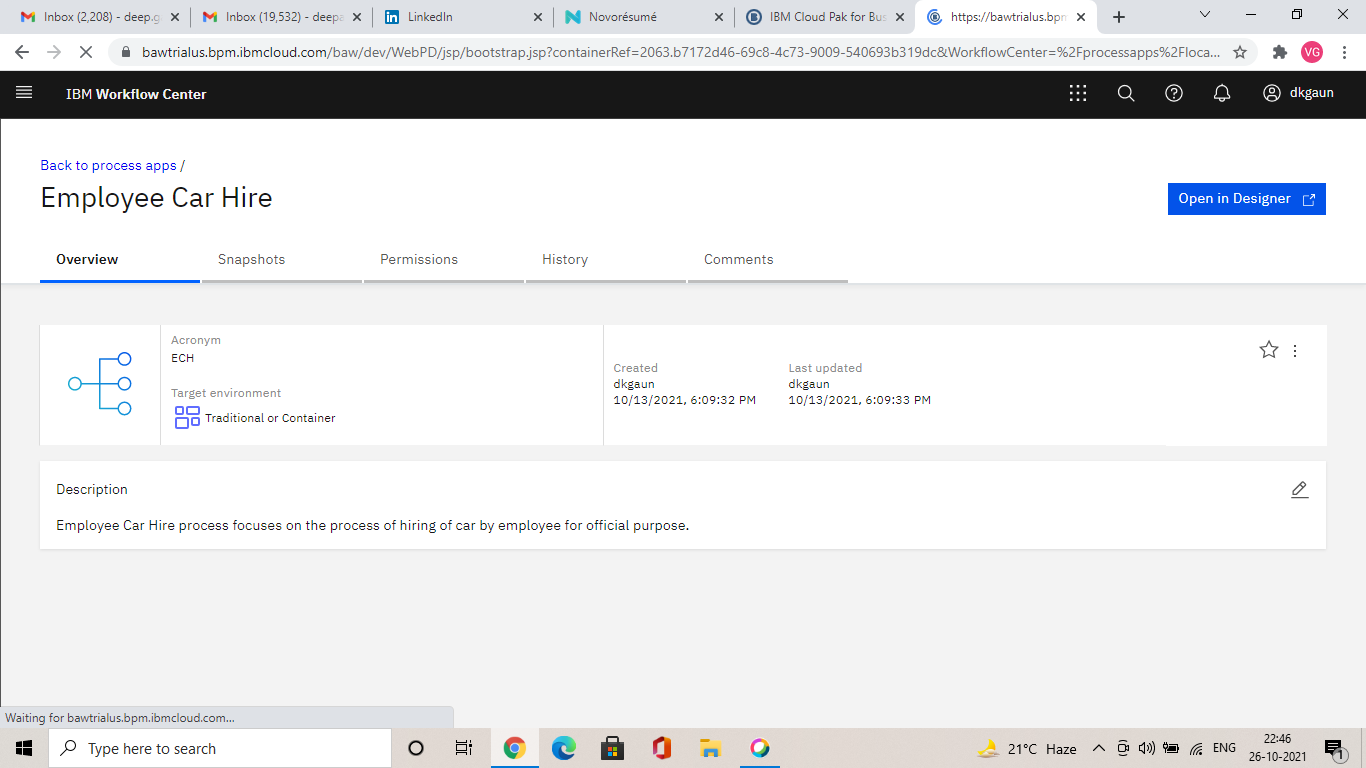 Inbox (2,208) - deep.g
Inbox (19,532) - deepa
LinkedIn
Novorésumé
IBM Cloud Pak for Bus
https://bawtrialus.bpm
bawtrialus.bpm.ibmcloud.com/baw/dev/WebPD/jsp/bootstrap.jsp?containerRef=2063.b7172d46-69c8-4c73-9009-540693b319dc&WorkflowCenter=%2Fprocessapps%2Floca...
VG
IBM Workflow Center
dkgaun
Back to process apps /
Employee Car Hire
Open in Designer
Overview
Snapshots
Permissions
History
Comments
Acronym
ECH
Target environment
Traditional or Container
Created
dkgaun
10/13/2021, 6:09:32 PM
Last updated
dkgaun
10/13/2021, 6:09:33 PM
Description
Employee Car Hire process focuses on the process of hiring of car by employee for official purpose.
Waiting for bawtrialus.bpm.ibmcloud.com...
Type here to search
21°C Haze
ENG
22:46
26-10-2021
1